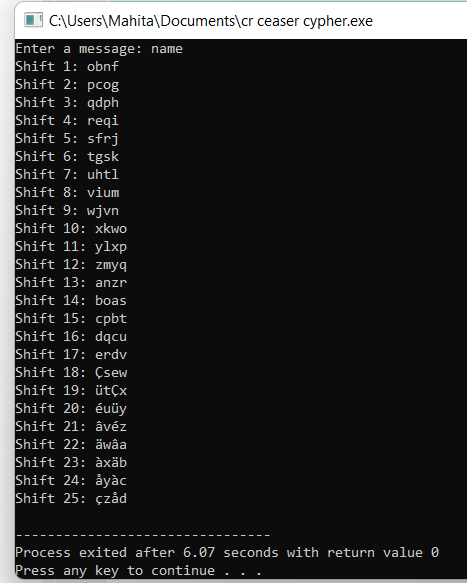 C:\Users\Mahita\Documents\cr ceaser cypher.exe
Enter a message: name
Shift 1: obnf
Shift 2: pcog
Shift 3: qdph
Shift 4: reqi
Shift 5: sfrj
Shift 6: tgsk
Shift 7: uhtl
Shift 8: vium
Shift 9: wjvn
Shift 10: xkwo
Shift 11: ylxp
Shift 12: zmyq
Shift 13: anzr
Shift 14: boas
Shift 15: cpbt
Shift 16: dqcu
Shift 17: erdv
Shift 18: Çsew
Shift 19: ütÇx
Shift 20: éuüy
Shift 21: âvéz
Shift 22: äwâa
Shift 23: àxäb
Shift 24: åyàc
Shift 25: çzåd
--------------------------------
Process exited after 6.07 seconds with return value 0
Press any key to continue . . .